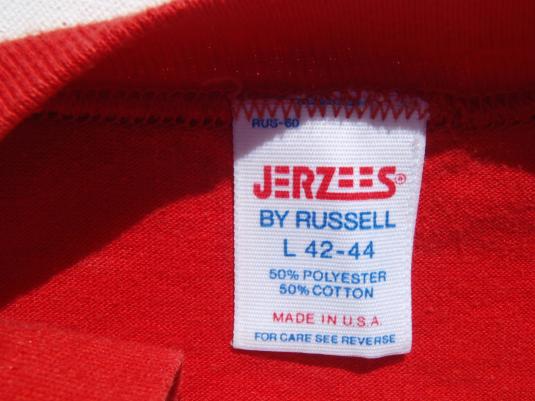 RUS-60
JERZEES®
BY RUSSELL
L 42-44
50% POLYESTER
50% COTTON
MADE IN U.S.A.
FOR CARE SEE REVERSE